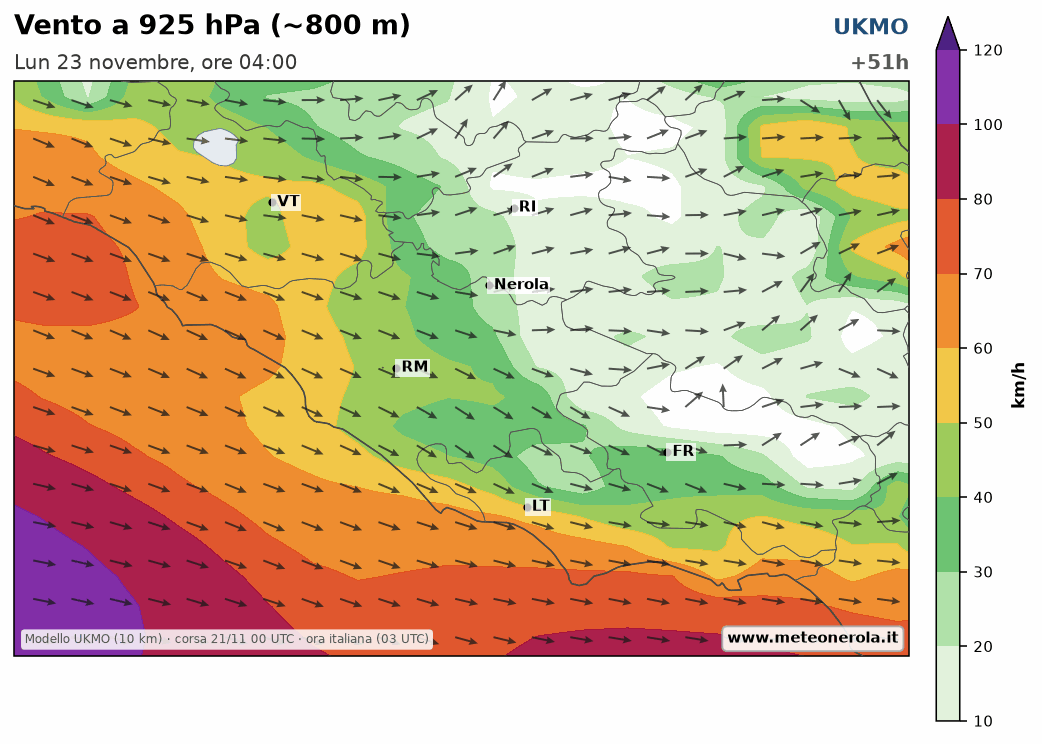 Vento a 925 hPa (~800 m)
UKMO
Lun 23 novembre, ore 04:00
+51h
VT
RI
Nerola
RM
FR
LT
Modello UKMO (10 km) · corsa 21/11 00 UTC · ora italiana (03 UTC)
www.meteonerola.it
120
100
80
70
60
50
40
30
20
10
km/h